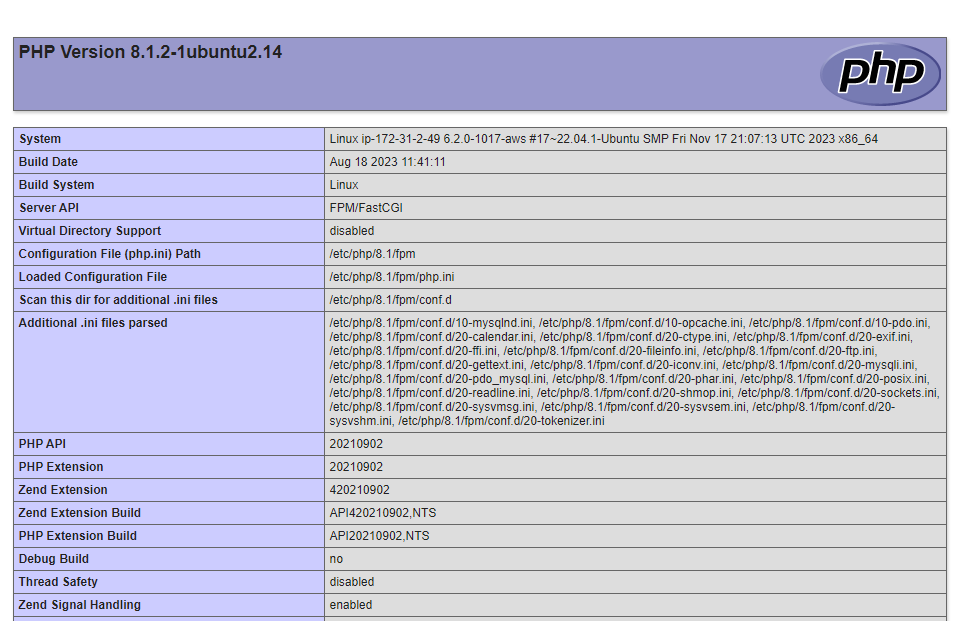 PHP Version 8.1.2-1ubuntu2.14
php
System Linux ip-172-31-2-49 6.2.0-1017-aws #17~22.04.1-Ubuntu SMP Fri Nov 17 21:07:13 UTC 2023 x86_64
Build Date Aug 18 2023 11:41:11
Build System Linux
Server API FPM/FastCGI
Virtual Directory Support disabled
Configuration File (php.ini) Path /etc/php/8.1/fpm
Loaded Configuration File /etc/php/8.1/fpm/php.ini
Scan this dir for additional .ini files /etc/php/8.1/fpm/conf.d
Additional .ini files parsed /etc/php/8.1/fpm/conf.d/10-mysqlnd.ini, /etc/php/8.1/fpm/conf.d/10-opcache.ini, /etc/php/8.1/fpm/conf.d/10-pdo.ini,
/etc/php/8.1/fpm/conf.d/20-calendar.ini, /etc/php/8.1/fpm/conf.d/20-ctype.ini, /etc/php/8.1/fpm/conf.d/20-exif.ini,
/etc/php/8.1/fpm/conf.d/20-ffi.ini, /etc/php/8.1/fpm/conf.d/20-fileinfo.ini, /etc/php/8.1/fpm/conf.d/20-ftp.ini,
/etc/php/8.1/fpm/conf.d/20-gettext.ini, /etc/php/8.1/fpm/conf.d/20-iconv.ini, /etc/php/8.1/fpm/conf.d/20-mysqli.ini,
/etc/php/8.1/fpm/conf.d/20-pdo_mysql.ini, /etc/php/8.1/fpm/conf.d/20-phar.ini, /etc/php/8.1/fpm/conf.d/20-posix.ini,
/etc/php/8.1/fpm/conf.d/20-readline.ini, /etc/php/8.1/fpm/conf.d/20-shmop.ini, /etc/php/8.1/fpm/conf.d/20-sockets.ini,
/etc/php/8.1/fpm/conf.d/20-sysvmsg.ini, /etc/php/8.1/fpm/conf.d/20-sysvsem.ini, /etc/php/8.1/fpm/conf.d/20-
sysvshm.ini, /etc/php/8.1/fpm/conf.d/20-tokenizer.ini
PHP API 20210902
PHP Extension 20210902
Zend Extension 420210902
Zend Extension Build API420210902,NTS
PHP Extension Build API20210902,NTS
Debug Build no
Thread Safety disabled
Zend Signal Handling enabled